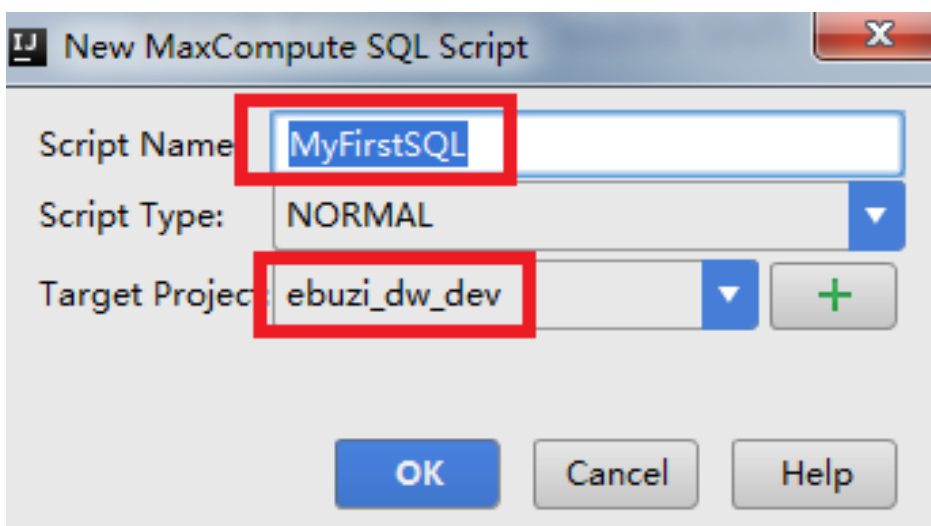 IJ New MaxCompute SQL Script
Script Name MyFirstSQL
Script Type: NORMAL
Target Project: ebuzi_dw_dev
OK Cancel Help